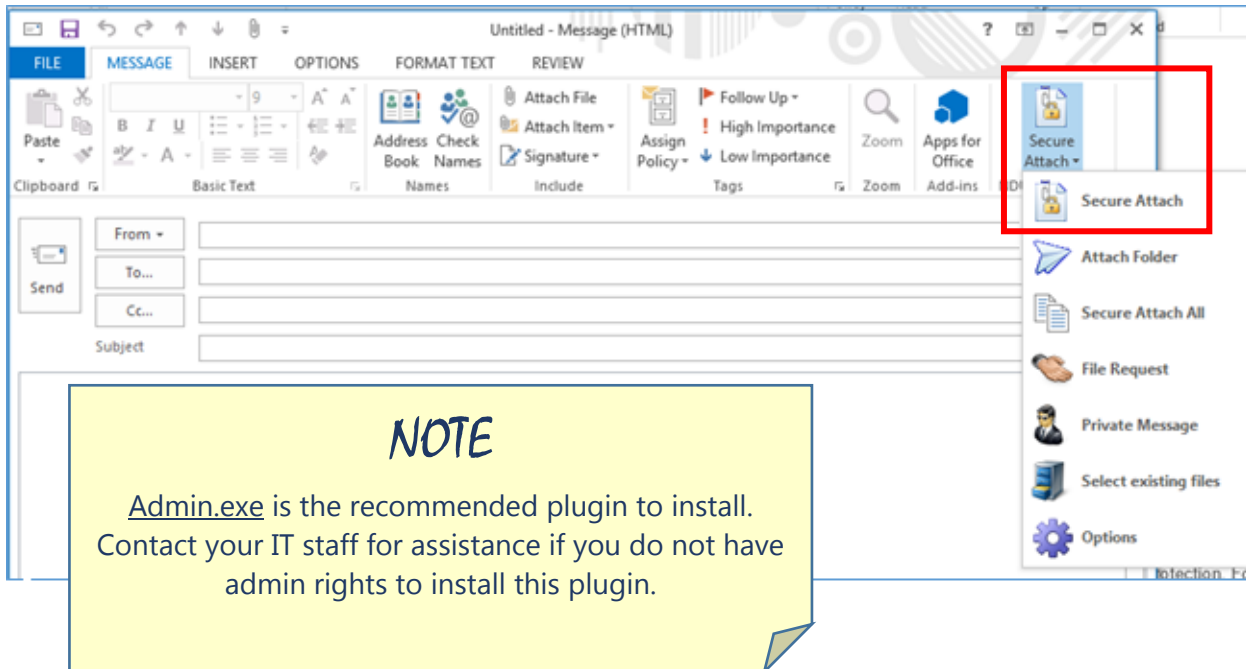 Untitled - Message (HTML)
FILE MESSAGE INSERT OPTIONS FORMAT TEXT REVIEW
Paste
9
B I U
Address Book
Check Names
Attach File
Attach Item
Signature
Assign Policy
Follow Up
High Importance
Low Importance
Zoom
Apps for Office
Secure Attach
Clipboard Basic Text Names Include Tags Zoom Add-ins
Secure Attach
Attach Folder
Secure Attach All
File Request
Private Message
Select existing files
Options
Send
From
To...
Cc...
Subject
NOTE
Admin.exe is the recommended plugin to install.
Contact your IT staff for assistance if you do not have
admin rights to install this plugin.